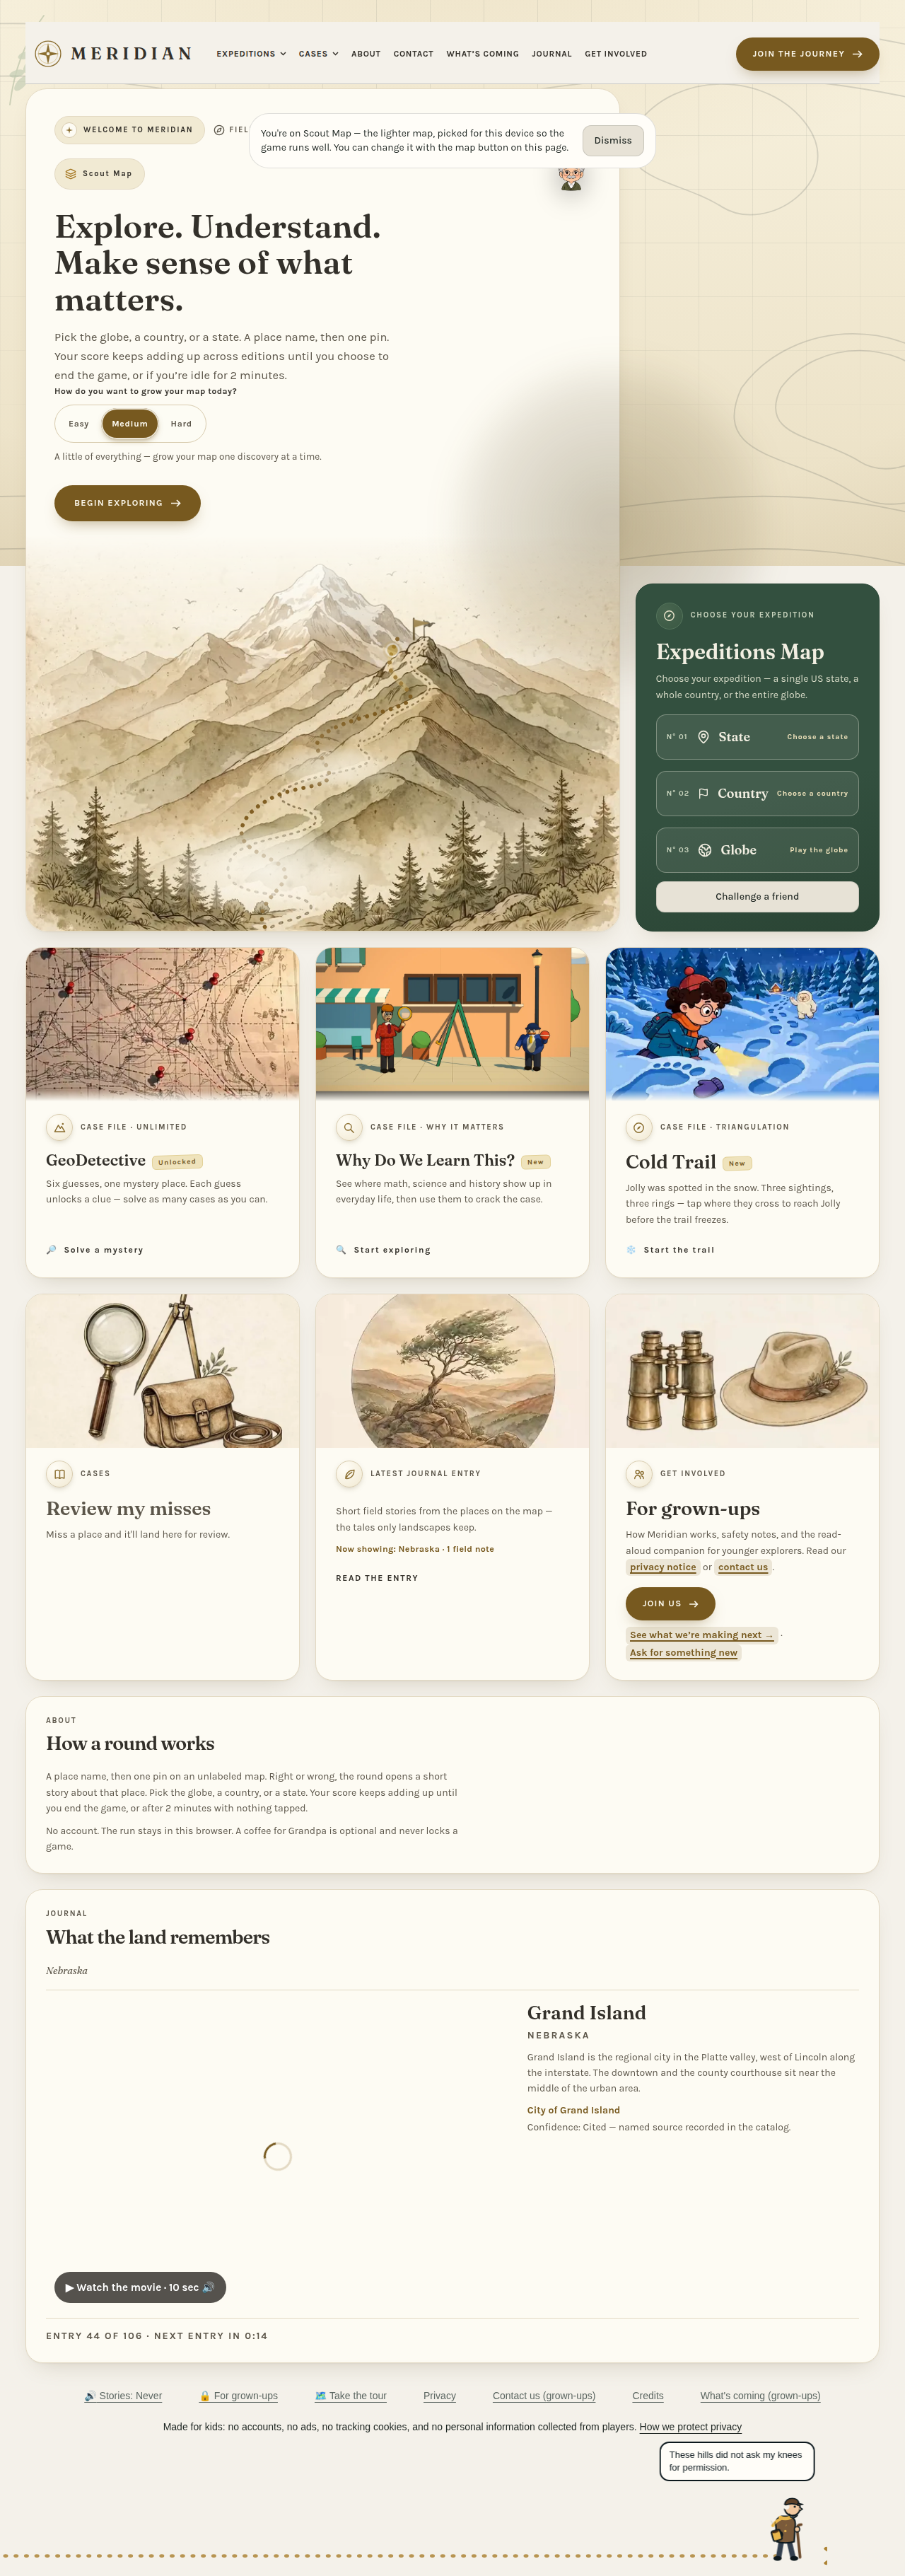 MERIDIAN
EXPEDITIONS
CASES
ABOUT
CONTACT
WHAT'S COMING
JOURNAL
GET INVOLVED
JOIN THE JOURNEY →
WELCOME TO MERIDIAN
You're on Scout Map — the lighter map, picked for this device so the
game runs well. You can change it with the map button on this page.
Dismiss
Scout Map
Explore. Understand.
Make sense of what
matters.
Pick the globe, a country, or a state. A place name, then one pin.
Your score keeps adding up across editions until you choose to
end the game, or if you're idle for 2 minutes.
How do you want to grow your map today?
Easy
Medium
Hard
A little of everything — grow your map one discovery at a time.
BEGIN EXPLORING →
CHOOSE YOUR EXPEDITION
Expeditions Map
Choose your expedition — a single US state, a
whole country, or the entire globe.
N° 01 State Choose a state
N° 02 Country Choose a country
N° 03 Globe Play the globe
Challenge a friend
CASE FILE · UNLIMITED
GeoDetective Unlocked
Six guesses, one mystery place. Each guess
unlocks a clue — solve as many cases as you can.
🔎 Solve a mystery
CASE FILE · WHY IT MATTERS
Why Do We Learn This? New
See where math, science and history show up in
everyday life, then use them to crack the case.
🔍 Start exploring
CASE FILE · TRIANGULATION
Cold Trail New
Jolly was spotted in the snow. Three sightings,
three rings — tap where they cross to reach Jolly
before the trail freezes.
❄️ Start the trail
CASES
Review my misses
Miss a place and it'll land here for review.
LATEST JOURNAL ENTRY
Short field stories from the places on the map —
the tales only landscapes keep.
Now showing: Nebraska · 1 field note
READ THE ENTRY
GET INVOLVED
For grown-ups
How Meridian works, safety notes, and the read-
aloud companion for younger explorers. Read our
privacy notice or contact us.
JOIN US →
See what we're making next → ·
Ask for something new
ABOUT
How a round works
A place name, then one pin on an unlabeled map. Right or wrong, the round opens a short
story about that place. Pick the globe, a country, or a state. Your score keeps adding up until
you end the game, or after 2 minutes with nothing tapped.
No account. The run stays in this browser. A coffee for Grandpa is optional and never locks a
game.
JOURNAL
What the land remembers
Nebraska
Grand Island
NEBRASKA
Grand Island is the regional city in the Platte valley, west of Lincoln along
the interstate. The downtown and the county courthouse sit near the
middle of the urban area.
City of Grand Island
Confidence: Cited — named source recorded in the catalog.
▶ Watch the movie · 10 sec 🔊
ENTRY 44 OF 106 · NEXT ENTRY IN 0:14
🔊 Stories: Never
🔒 For grown-ups
🗺️ Take the tour
Privacy
Contact us (grown-ups)
Credits
What's coming (grown-ups)
Made for kids: no accounts, no ads, no tracking cookies, and no personal information collected from players. How we protect privacy
These hills did not ask my knees
for permission.